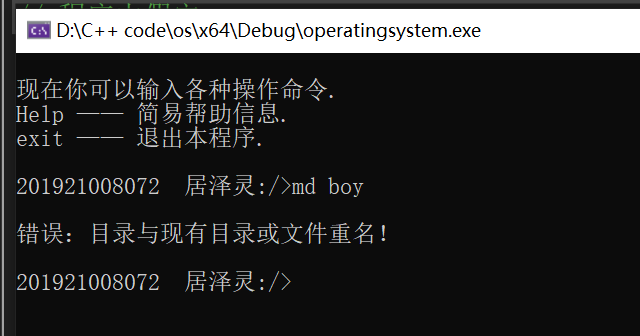 D:\C++ code\os\x64\Debug\operatingsystem.exe
现在你可以输入各种操作命令.
Help —— 简易帮助信息.
exit —— 退出本程序.
201921008072  居泽灵:/>md boy
错误：目录与现有目录或文件重名！
201921008072  居泽灵:/>